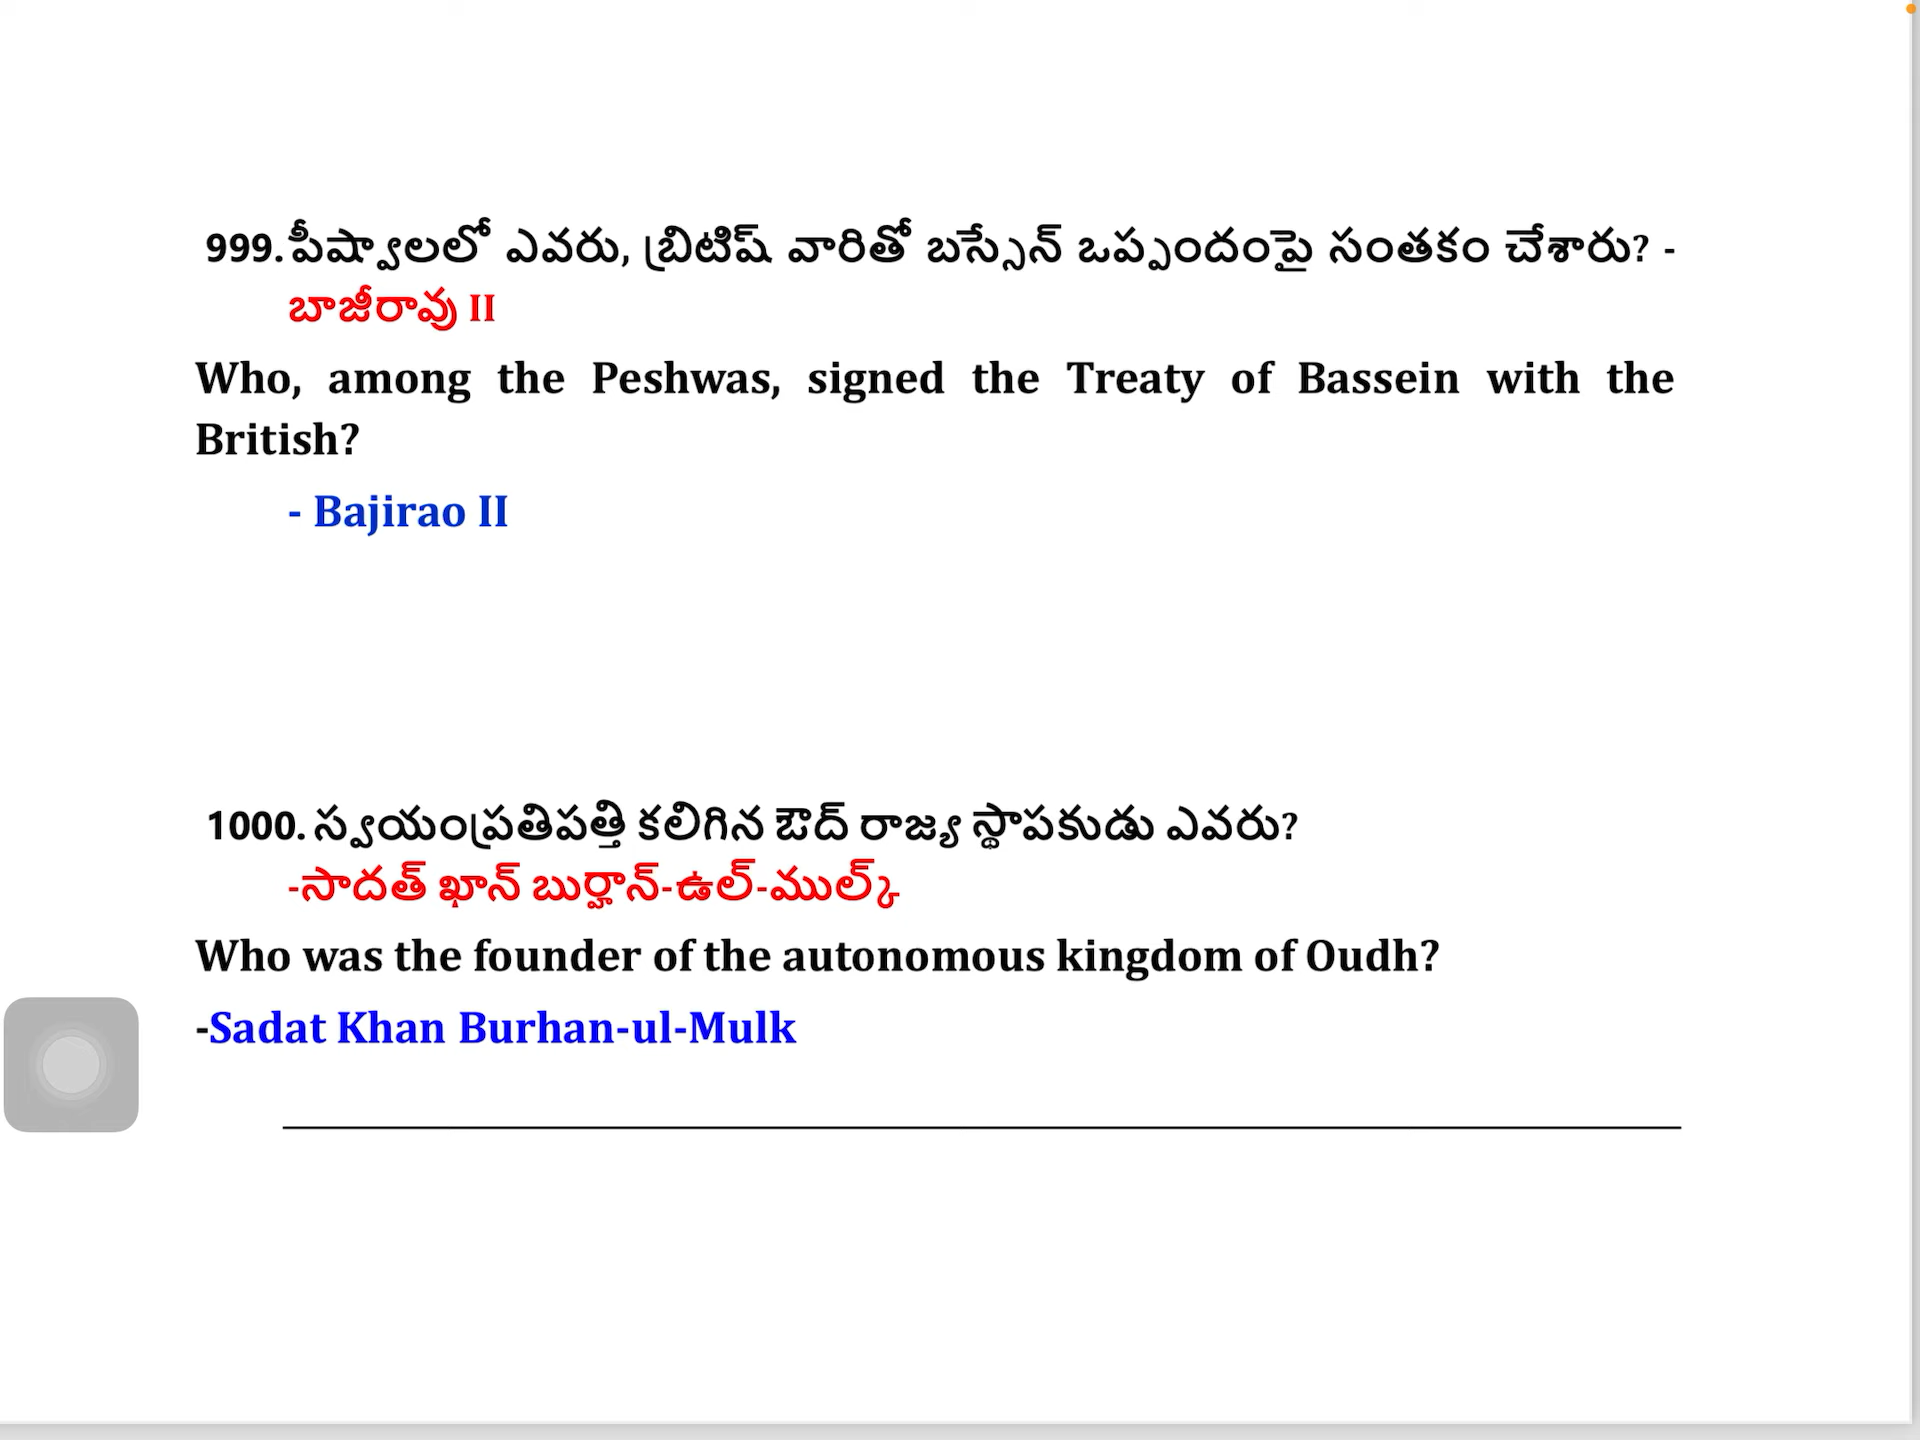 999. పీష్వాలలో ఎవరు, బ్రిటిష్ వారితో బస్సేన్ ఒప్పందంపై సంతకం చేశారు? -
బాజీరావు II
Who, among the Peshwas, signed the Treaty of Bassein with the
British?
- Bajirao II
1000. స్వయంప్రతిపత్తి కలిగిన ఔద్ రాజ్య స్థాపకుడు ఎవరు?
-సాదత్ ఖాన్ బుర్హాన్-ఉల్-ముల్క్
Who was the founder of the autonomous kingdom of Oudh?
-Sadat Khan Burhan-ul-Mulk